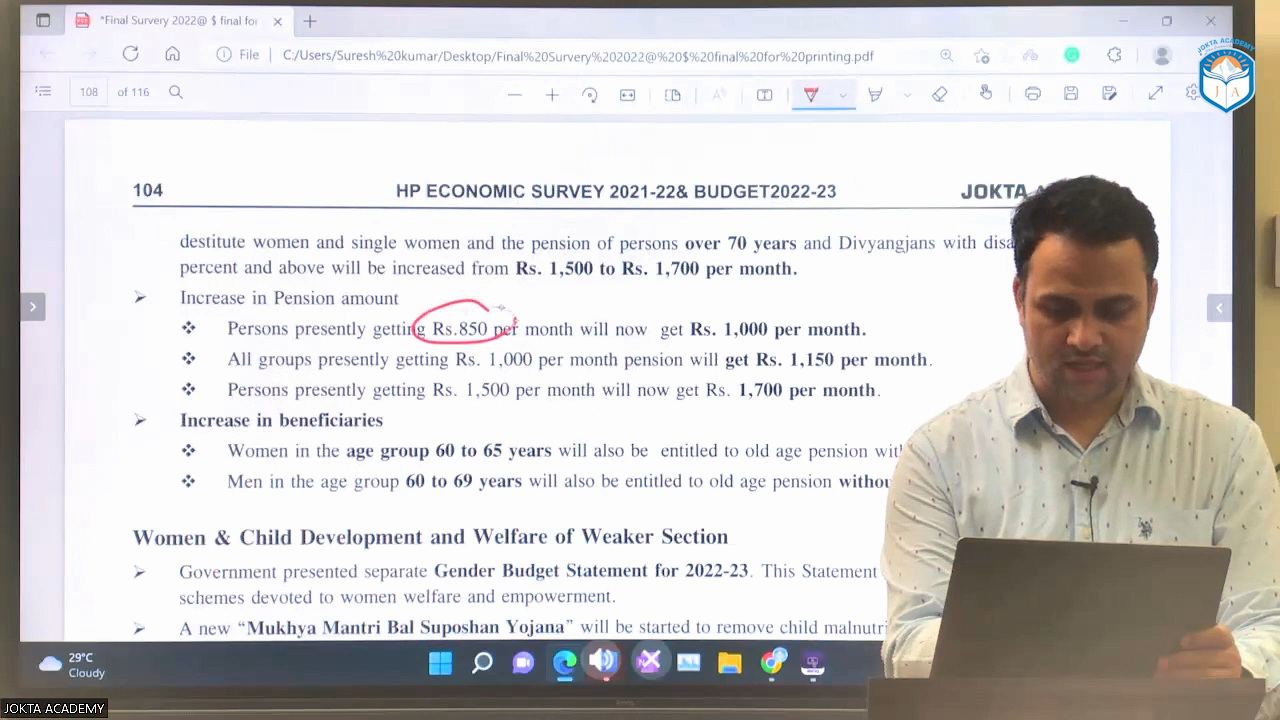 *Final Survery 2022@ $ final for
File
C:/Users/Suresh%20kumar/Desktop/Final%20Survery%202022@%20$%20final%20for%20printing.pdf
JOKTA ACADEMY
J A
108 of 116
104 HP ECONOMIC SURVEY 2021-22& BUDGET2022-23 JOKTA
destitute women and single women and the pension of persons over 70 years and Divyangjans with
percent and above will be increased from Rs. 1,500 to Rs. 1,700 per month.
Increase in Pension amount
Persons presently getting Rs.850 per month will now get Rs. 1,000 per month.
All groups presently getting Rs. 1,000 per month pension will get Rs. 1,150 per month.
Persons presently getting Rs. 1,500 per month will now get Rs. 1,700 per month.
Increase in beneficiaries
Women in the age group 60 to 65 years will also be entitled to old age pension
Men in the age group 60 to 69 years will also be entitled to old age pension
Women & Child Development and Welfare of Weaker Section
Government presented separate Gender Budget Statement for 2022-23. This Statement
schemes devoted to women welfare and empowerment.
A new “Mukhya Mantri Bal Suposhan Yojana” will be started to remove child
29°C
Cloudy
JOKTA ACADEMY